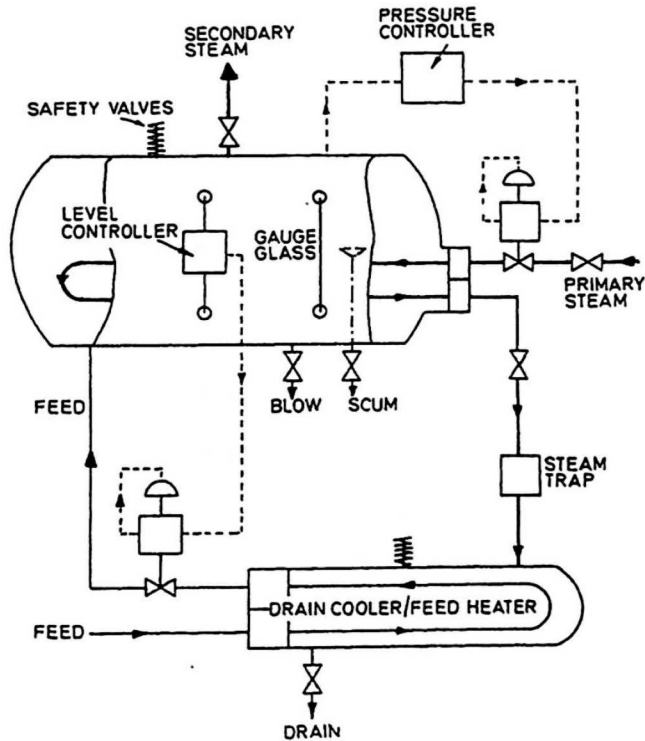 PRESSURE
CONTROLLER
SECONDARY
STEAM
SAFETY VALVES
LEVEL
CONTROLLER
GAUGE
GLASS
PRIMARY
STEAM
FEED
BLOW
SCUM
STEAM
TRAP
DRAIN COOLER/FEED HEATER
FEED
DRAIN